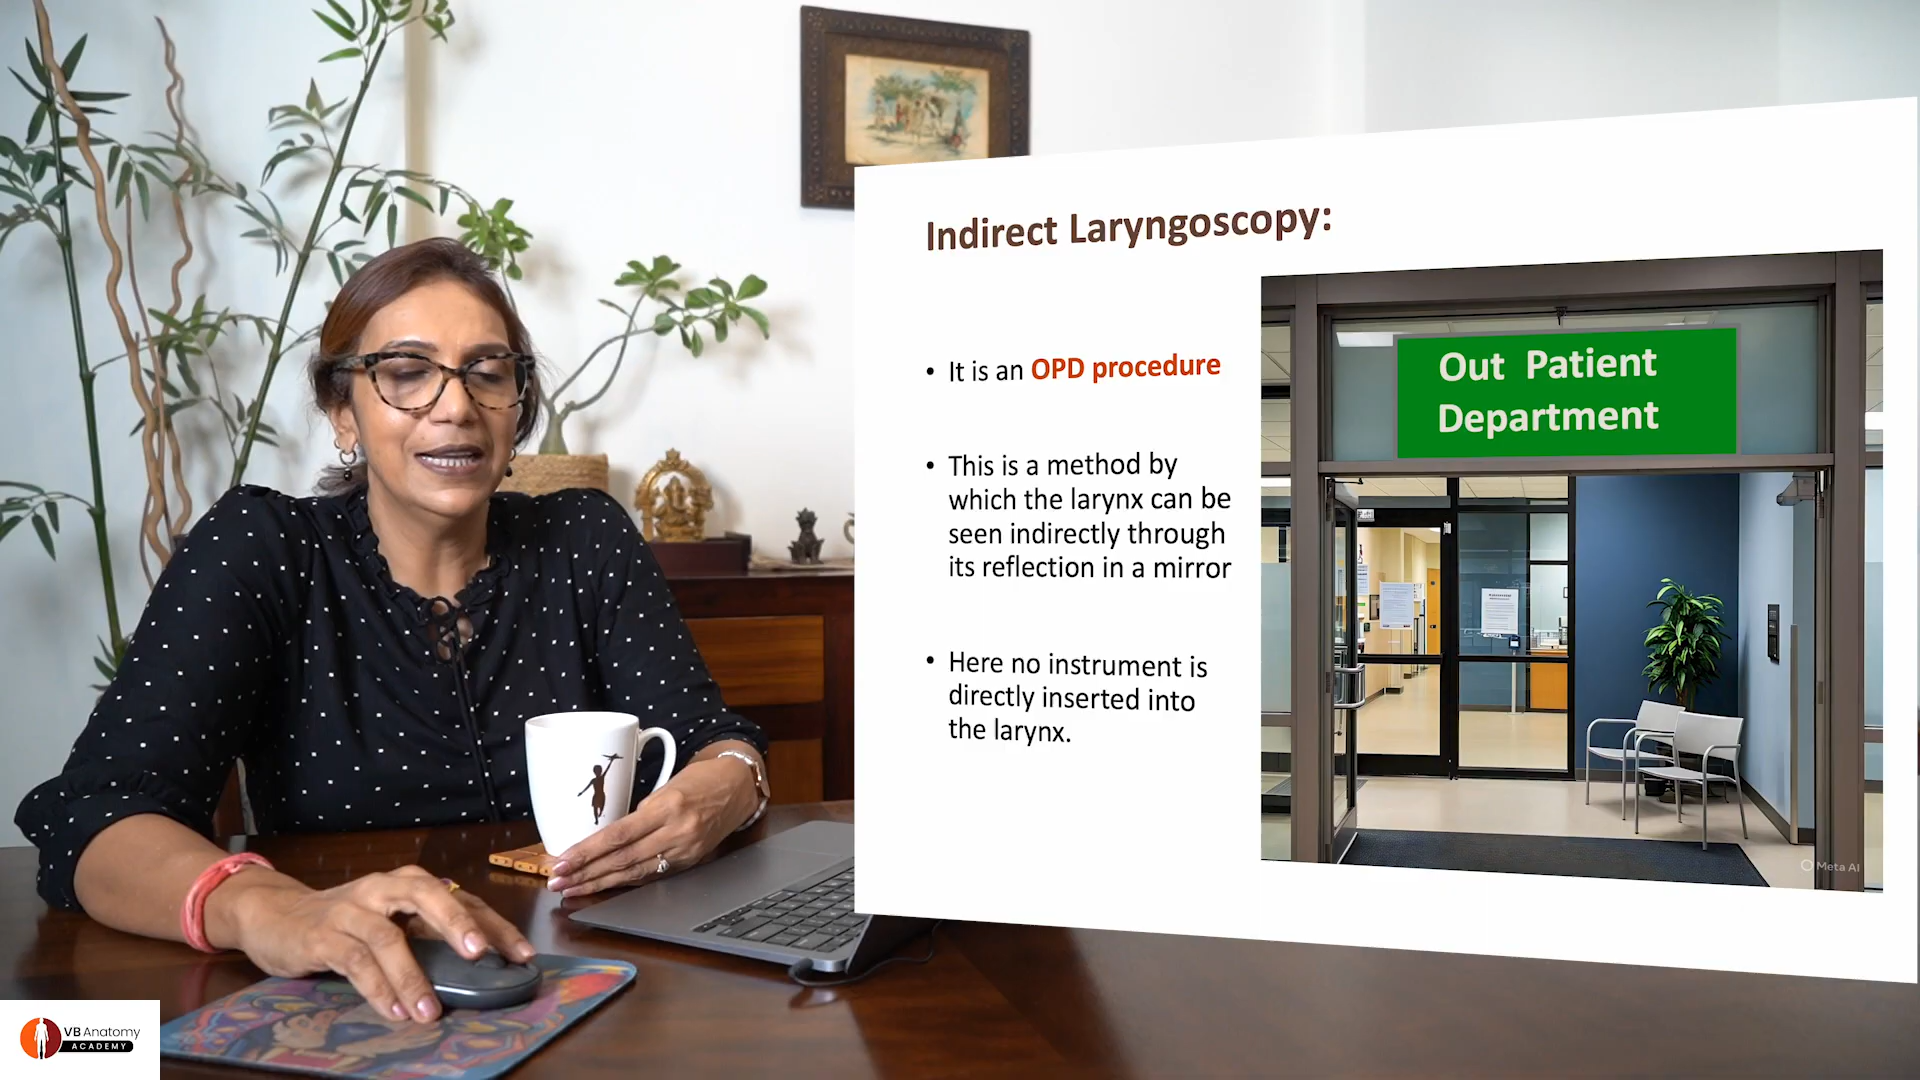 Indirect Laryngoscopy:
• It is an OPD procedure
• This is a method by
which the larynx can be
seen indirectly through
its reflection in a mirror
• Here no instrument is
directly inserted into
the larynx.
Out Patient
Department
Meta AI
VB Anatomy
ACADEMY